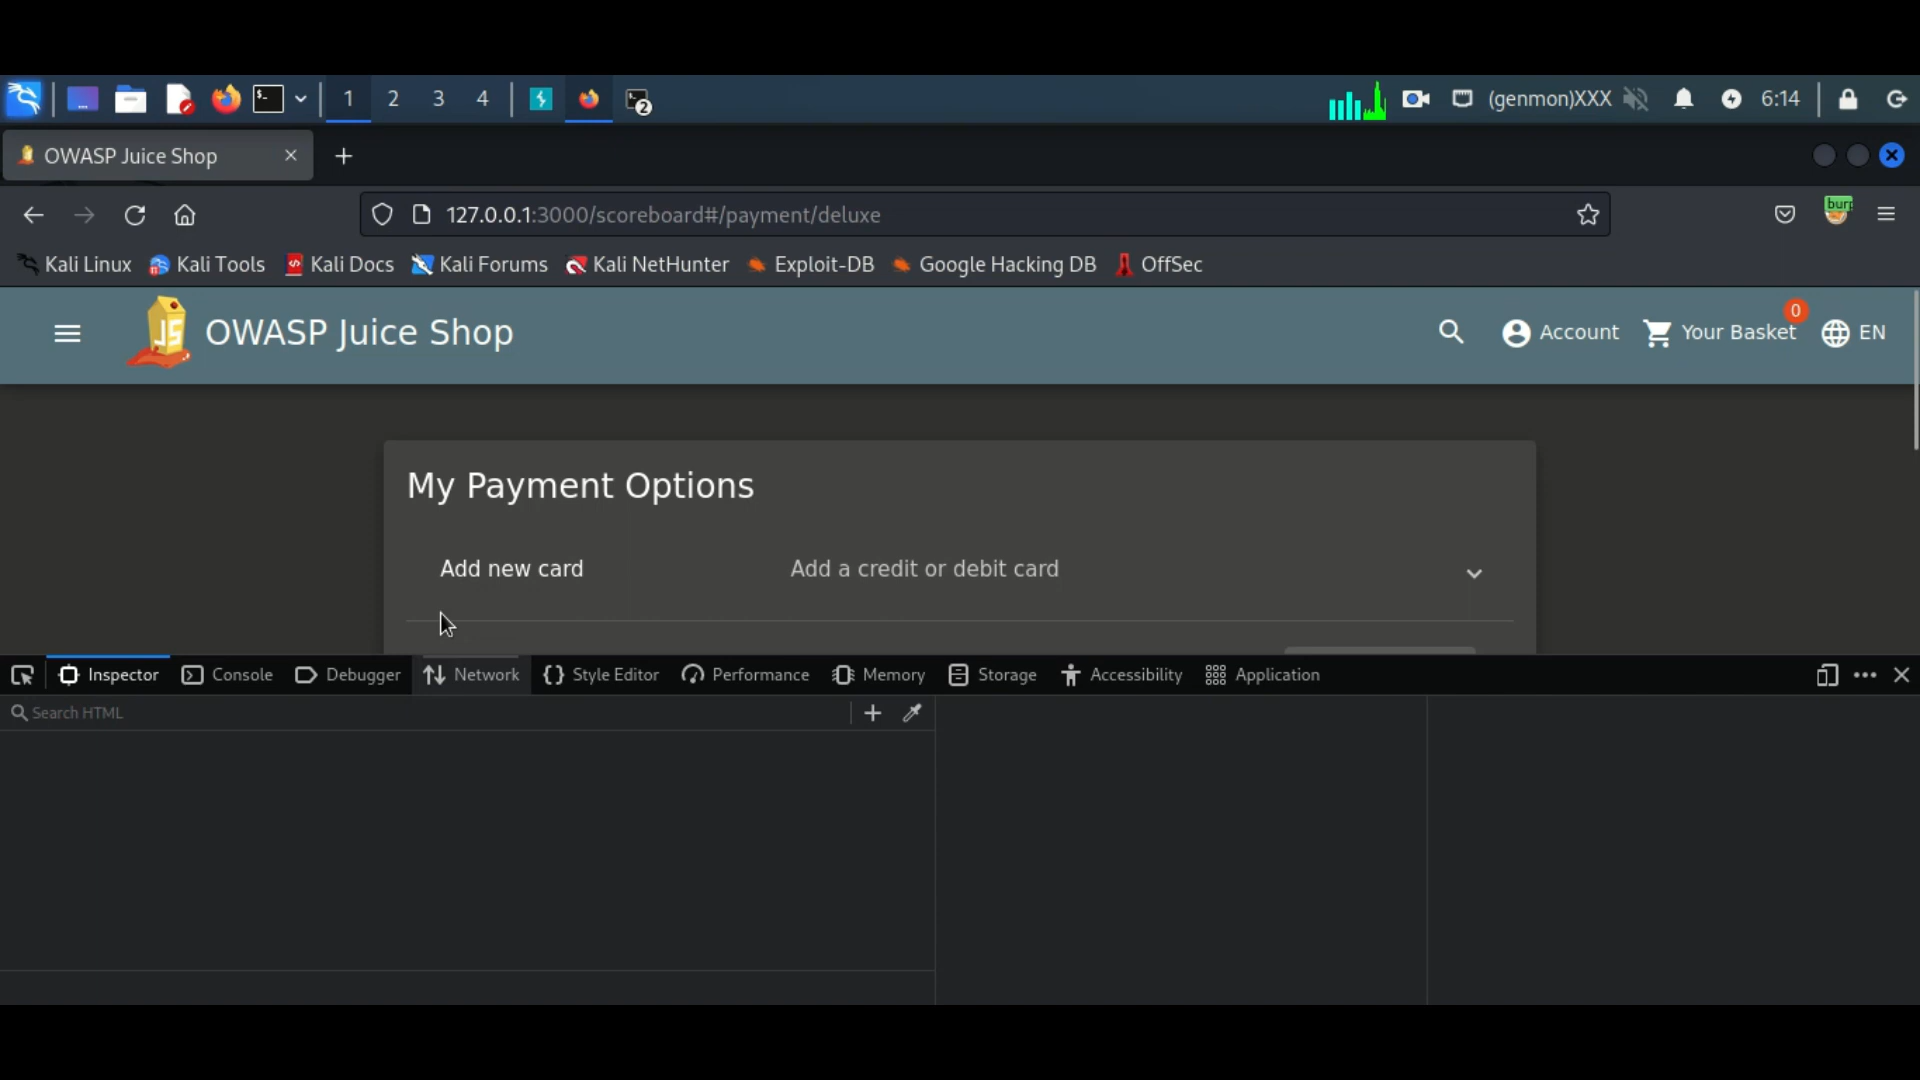 1 2 3 4 2 (genmon)XXX 6:14
OWASP Juice Shop
127.0.0.1:3000/scoreboard#/payment/deluxe
Kali Linux Kali Tools Kali Docs Kali Forums Kali NetHunter Exploit-DB Google Hacking DB OffSec
JS OWASP Juice Shop Account Your Basket 0 EN
My Payment Options
Add new card Add a credit or debit card
Inspector Console Debugger Network Style Editor Performance Memory Storage Accessibility Application
Search HTML